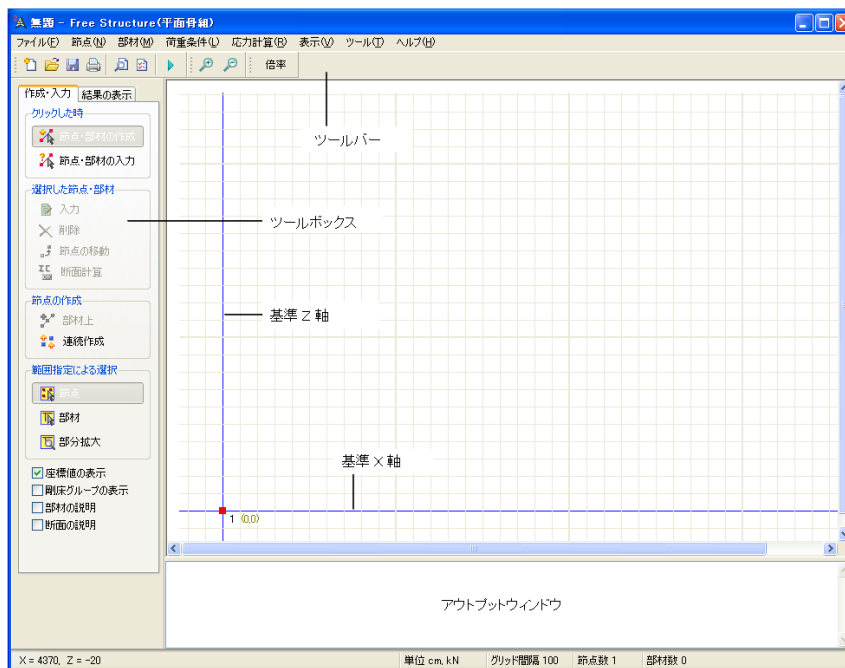 無題 - Free Structure(平面骨組)
ファイル(F) 節点(N) 部材(M) 荷重条件(L) 応力計算(R) 表示(V) ツール(T) ヘルプ(H)
倍率
ツールバー
作成・入力 結果の表示
クリックした時
節点・部材の作成
節点・部材の入力
選択した節点・部材
入力
削除
節点の移動
断面計算
ツールボックス
節点の作成
部材上
連続作成
基準Z軸
範囲指定による選択
節点
部材
部分拡大
基準X軸
座標値の表示
剛床グループの表示
部材の説明
断面の説明
1 (0,0)
アウトプットウィンドウ
X = 4370, Z = -20 単位 cm, kN グリッド間隔 100 節点数 1 部材数 0